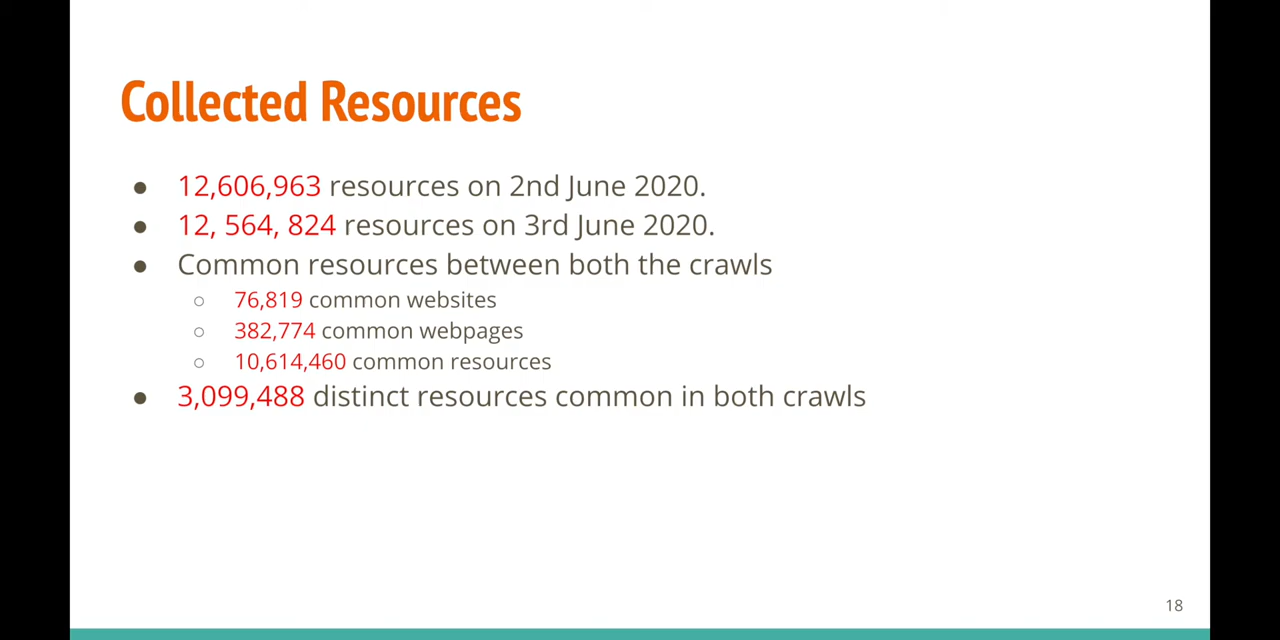 Collected Resources
● 12,606,963 resources on 2nd June 2020.
● 12, 564, 824 resources on 3rd June 2020.
● Common resources between both the crawls
○ 76,819 common websites
○ 382,774 common webpages
○ 10,614,460 common resources
● 3,099,488 distinct resources common in both crawls
18